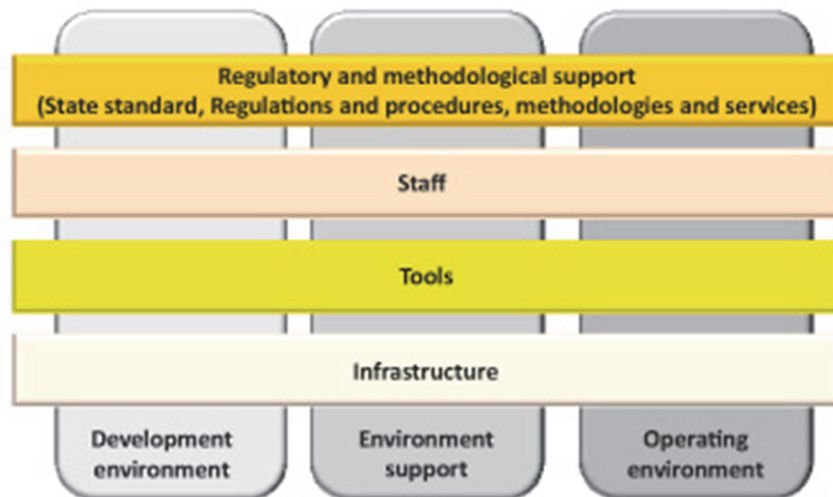 Regulatory and methodological support
(State standard, Regulations and procedures, methodologies and services)
Staff
Tools
Infrastructure
Development
environment
Environment
support
Operating
environment